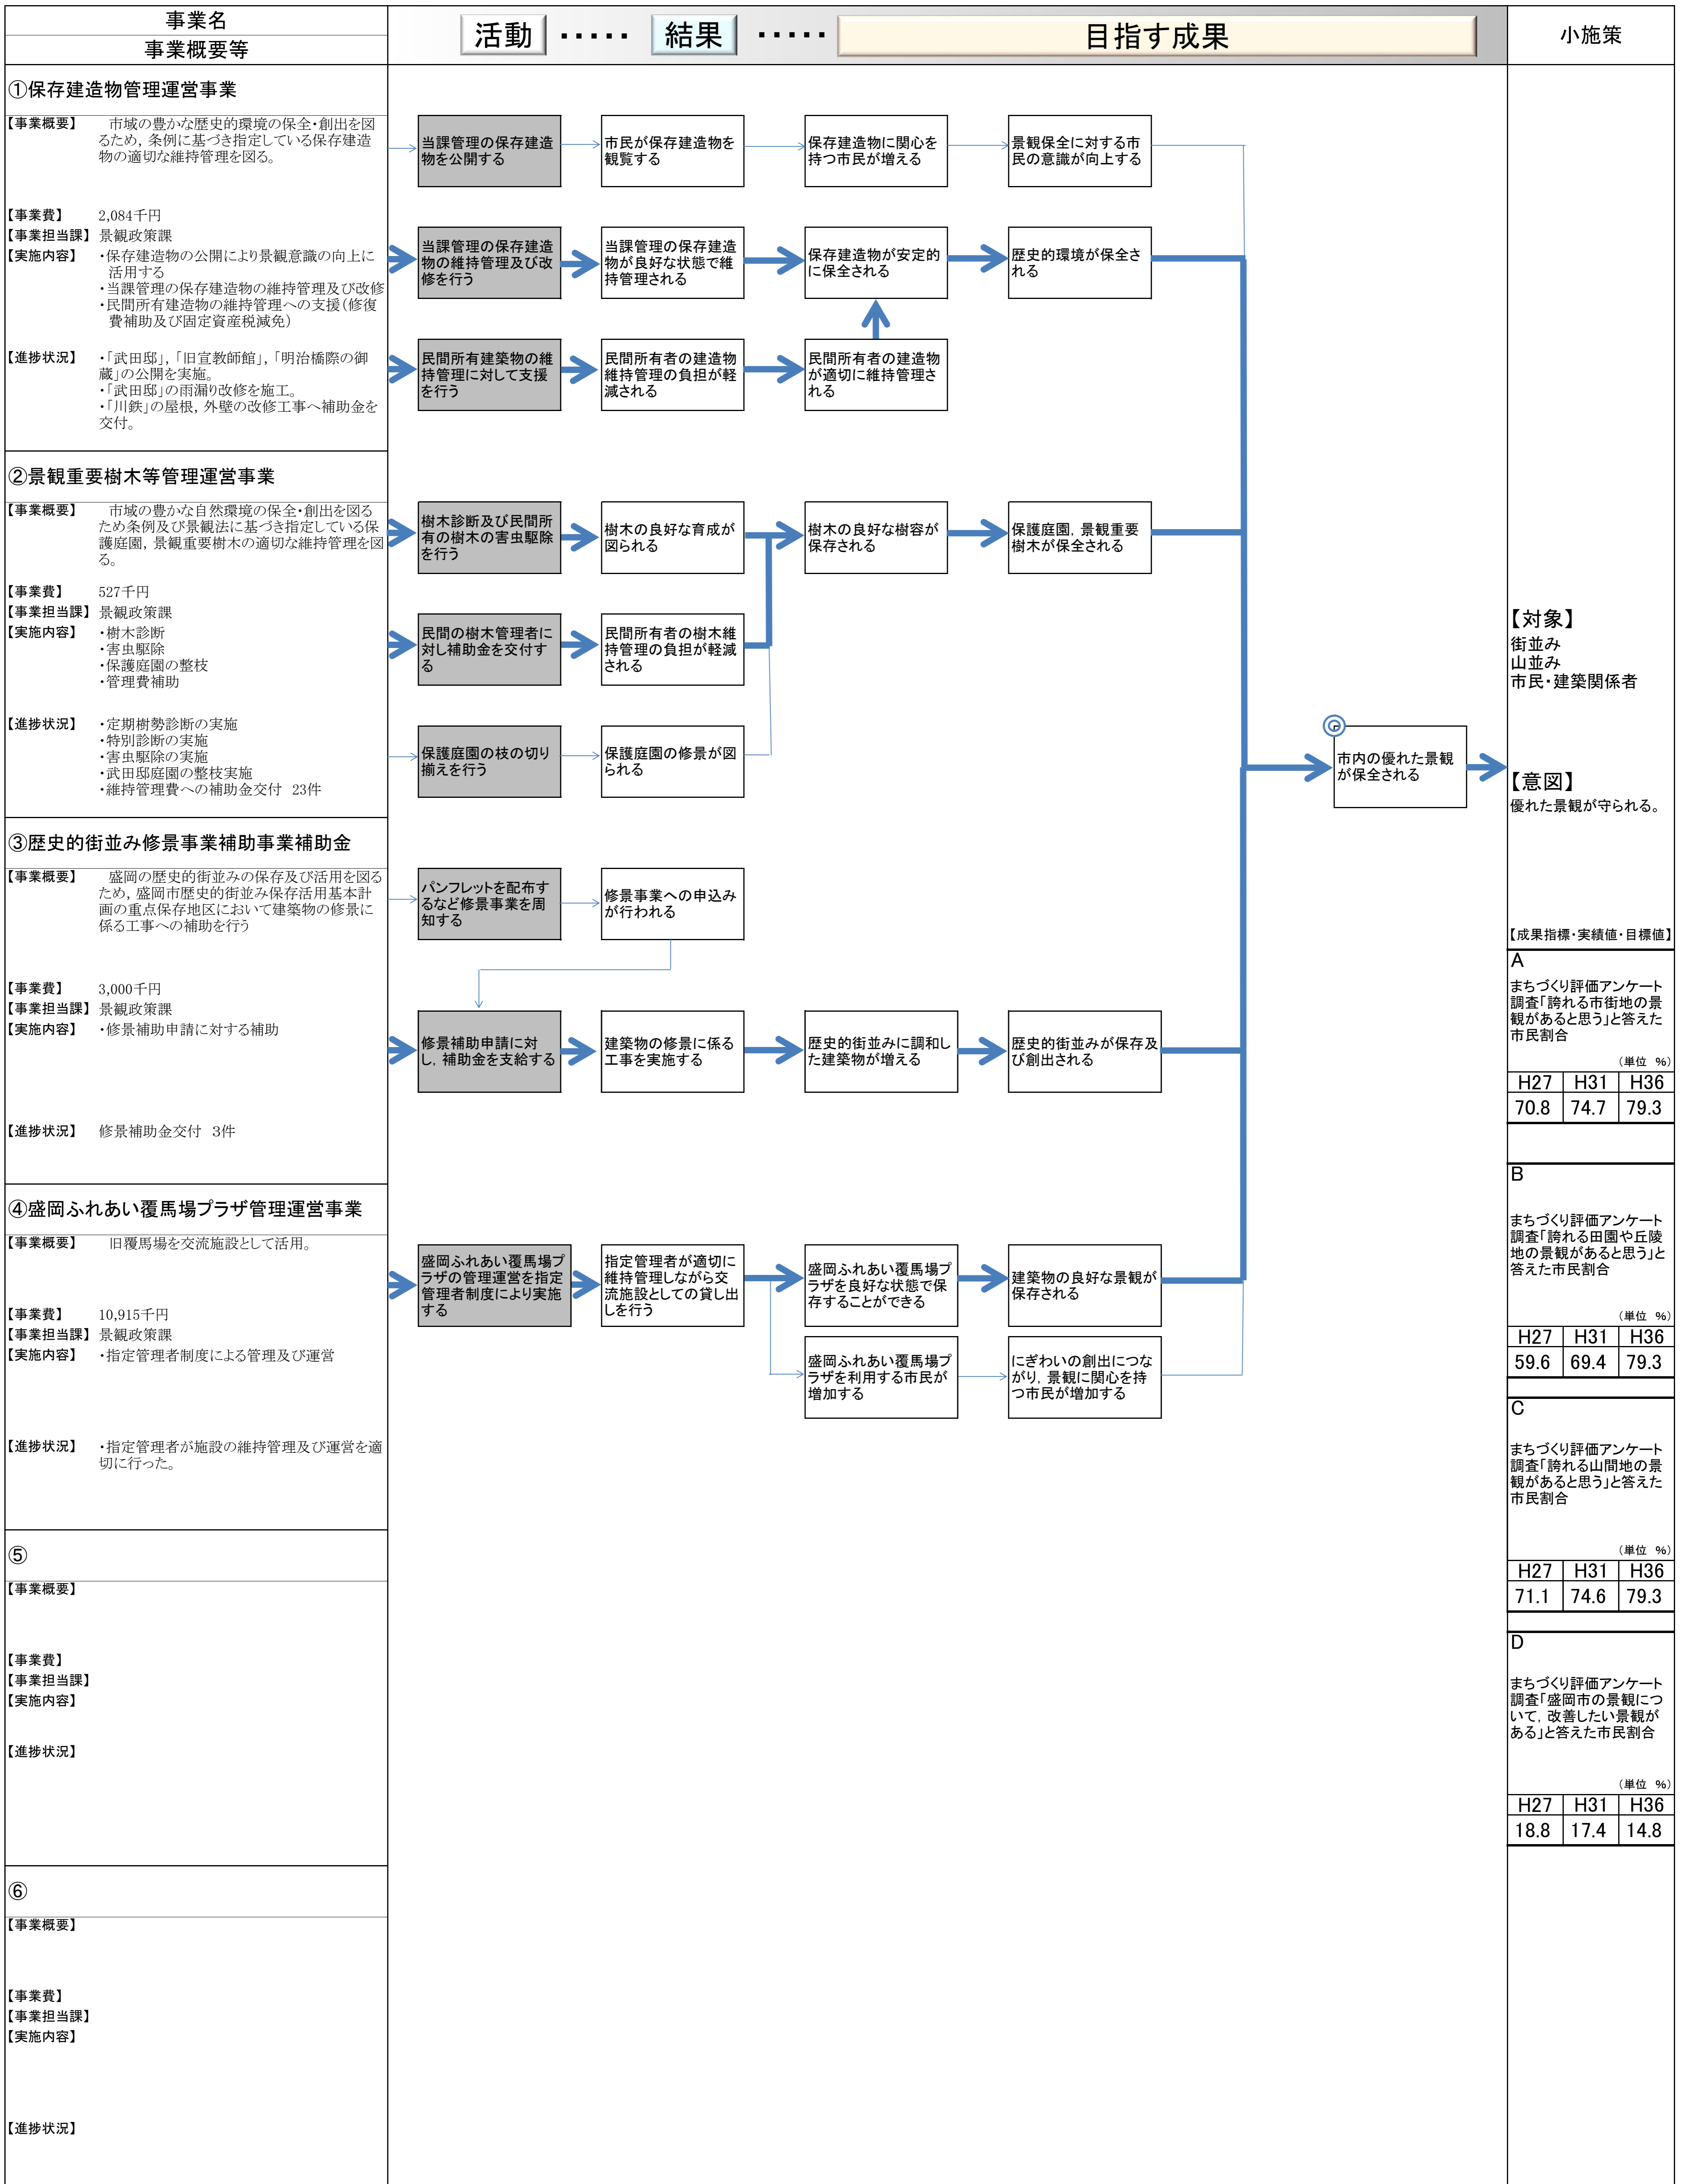 事業名
事業概要等
活動 ・・・・・ 結果 ・・・・・ 目指す成果
小施策
①保存建造物管理運営事業
【事業概要】 市域の豊かな歴史的環境の保全・創出を図
るため，条例に基づき指定している保存建造
物の適切な維持管理を図る。
【事業費】 2,084千円
【事業担当課】 景観政策課
【実施内容】 ・保存建造物の公開により景観意識の向上に
活用する
・当課管理の保存建造物の維持管理及び改修
・民間所有建造物の維持管理への支援（修復
費補助及び固定資産税減免）
【進捗状況】 ・「武田邸」，「旧宣教師館」，「明治橋際の御
蔵」の公開を実施。
・「武田邸」の雨漏り改修を施工。
・「川鉄」の屋根，外壁の改修工事へ補助金を
交付。
当課管理の保存建造
物を公開する
市民が保存建造物を
観覧する
保存建造物に関心を
持つ市民が増える
景観保全に対する市
民の意識が向上する
当課管理の保存建造
物の維持管理及び改
修を行う
当課管理の保存建造
物が良好な状態で維
持管理される
保存建造物が安定的
に保全される
歴史的環境が保全さ
れる
民間所有建築物の維
持管理に対して支援
を行う
民間所有者の建造物
維持管理の負担が軽
減される
民間所有者の建造物
が適切に維持管理さ
れる
②景観重要樹木等管理運営事業
【事業概要】 市域の豊かな自然環境の保全・創出を図る
ため条例及び景観法に基づき指定している保
護庭園，景観重要樹木の適切な維持管理を図
る。
【事業費】 527千円
【事業担当課】 景観政策課
【実施内容】 ・樹木診断
・害虫駆除
・保護庭園の整枝
・管理費補助
【進捗状況】 ・定期樹勢診断の実施
・特別診断の実施
・害虫駆除の実施
・武田邸庭園の整枝実施
・維持管理費への補助金交付 23件
樹木診断及び民間所
有の樹木の害虫駆除
を行う
樹木の良好な育成が
図られる
樹木の良好な樹容が
保存される
保護庭園，景観重要
樹木が保全される
民間の樹木管理者に
対し補助金を交付す
る
民間所有者の樹木維
持管理の負担が軽減
される
保護庭園の枝の切り
揃えを行う
保護庭園の修景が図
られる
◎
市内の優れた景観
が保全される
③歴史的街並み修景事業補助事業補助金
【事業概要】 盛岡の歴史的街並みの保存及び活用を図る
ため，盛岡市歴史的街並み保存活用基本計
画の重点保存地区において建築物の修景に
係る工事への補助を行う
【事業費】 3,000千円
【事業担当課】 景観政策課
【実施内容】 ・修景補助申請に対する補助
【進捗状況】 修景補助金交付 3件
パンフレットを配布す
るなど修景事業を周
知する
修景事業への申込み
が行われる
修景補助申請に対
し，補助金を支給する
建築物の修景に係る
工事を実施する
歴史的街並みに調和し
た建築物が増える
歴史的街並みが保存及
び創出される
④盛岡ふれあい覆馬場プラザ管理運営事業
【事業概要】 旧覆馬場を交流施設として活用。
【事業費】 10,915千円
【事業担当課】 景観政策課
【実施内容】 ・指定管理者制度による管理及び運営
【進捗状況】 ・指定管理者が施設の維持管理及び運営を適
切に行った。
盛岡ふれあい覆馬場プ
ラザの管理運営を指定
管理者制度により実施
する
指定管理者が適切に
維持管理しながら交
流施設としての貸し出
しを行う
盛岡ふれあい覆馬場プ
ラザを良好な状態で保
存することができる
建築物の良好な景観が
保存される
盛岡ふれあい覆馬場プ
ラザを利用する市民が
増加する
にぎわいの創出につな
がり，景観に関心を持
つ市民が増加する
⑤
【事業概要】
【事業費】
【事業担当課】
【実施内容】
【進捗状況】
⑥
【事業概要】
【事業費】
【事業担当課】
【実施内容】
【進捗状況】
【対象】
街並み
山並み
市民・建築関係者
【意図】
優れた景観が守られる。
【成果指標・実績値・目標値】
A
まちづくり評価アンケート
調査「誇れる市街地の景
観があると思う」と答えた
市民割合
（単位 %）
H27 H31 H36
70.8 74.7 79.3
B
まちづくり評価アンケート
調査「誇れる田園や丘陵
地の景観があると思う」と
答えた市民割合
（単位 %）
H27 H31 H36
59.6 69.4 79.3
C
まちづくり評価アンケート
調査「誇れる山間地の景
観があると思う」と答えた
市民割合
（単位 %）
H27 H31 H36
71.1 74.6 79.3
D
まちづくり評価アンケート
調査「盛岡市の景観につ
いて，改善したい景観が
ある」と答えた市民割合
（単位 %）
H27 H31 H36
18.8 17.4 14.8